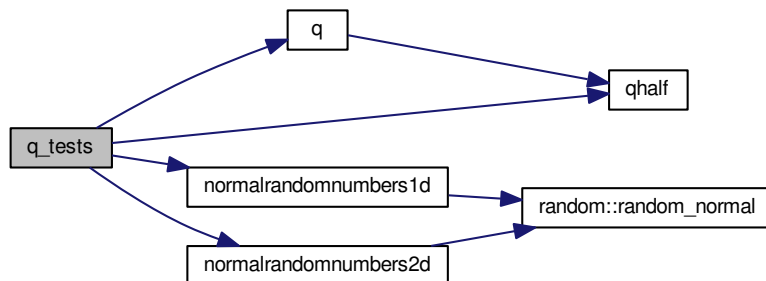 q
qhalf
q_tests
normalrandomnumbers1d
random::random_normal
normalrandomnumbers2d